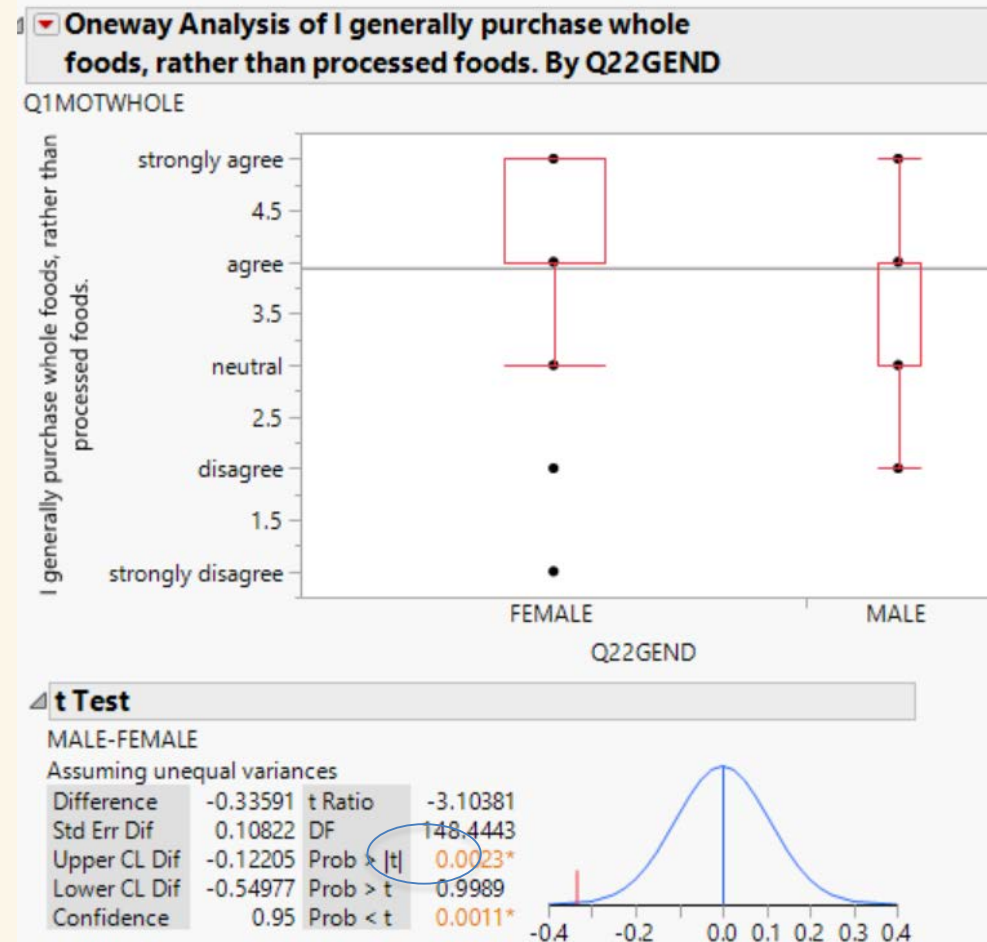 Oneway Analysis of I generally purchase whole
foods, rather than processed foods. By Q22GEND
Q1MOTWHOLE
I generally purchase whole foods, rather than
processed foods.
strongly agree
4.5
agree
3.5
neutral
2.5
disagree
1.5
strongly disagree
FEMALE MALE
Q22GEND
t Test
MALE-FEMALE
Assuming unequal variances
Difference -0.33591 t Ratio -3.10381
Std Err Dif 0.10822 DF 148.4443
Upper CL Dif -0.12205 Prob > |t| 0.0023*
Lower CL Dif -0.54977 Prob > t 0.9989
Confidence 0.95 Prob < t 0.0011*
-0.4 -0.2 0.0 0.1 0.2 0.3 0.4